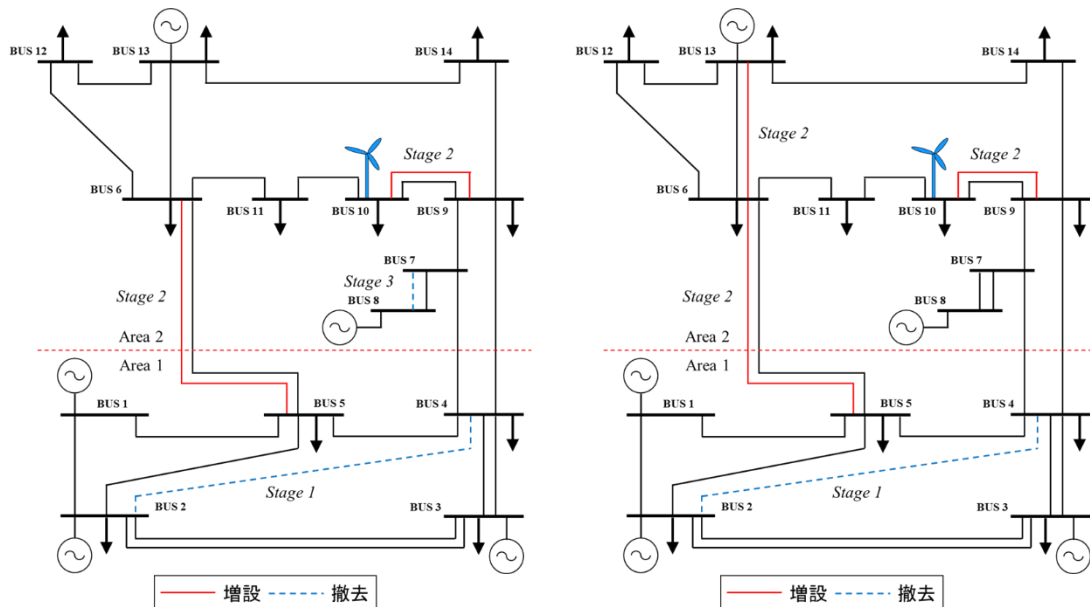 BUS 12
BUS 13
BUS 14
Stage 2
BUS 6
BUS 11
BUS 10
BUS 9
BUS 7
Stage 3
BUS 8
Stage 2
Area 2
Area 1
BUS 1
BUS 5
BUS 4
Stage 1
BUS 2
BUS 3
増設 撤去
BUS 12
BUS 13
BUS 14
Stage 2
Stage 2
BUS 6
BUS 11
BUS 10
BUS 9
BUS 7
BUS 8
Area 2
Area 1
BUS 1
BUS 5
BUS 4
Stage 1
BUS 2
BUS 3
増設 撤去